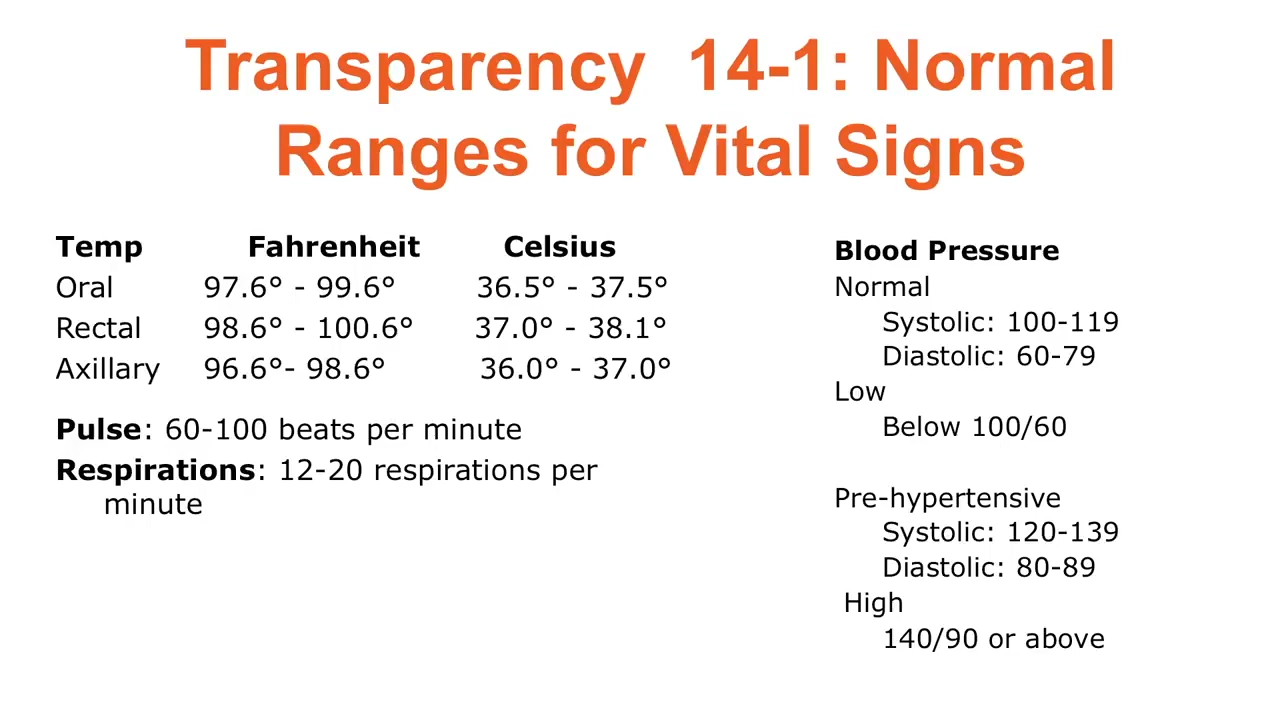 Transparency 14-1: Normal
Ranges for Vital Signs
Temp Fahrenheit Celsius
Oral 97.6° - 99.6° 36.5° - 37.5°
Rectal 98.6° - 100.6° 37.0° - 38.1°
Axillary 96.6°- 98.6° 36.0° - 37.0°
Pulse: 60-100 beats per minute
Respirations: 12-20 respirations per
minute
Blood Pressure
Normal
Systolic: 100-119
Diastolic: 60-79
Low
Below 100/60
Pre-hypertensive
Systolic: 120-139
Diastolic: 80-89
High
140/90 or above